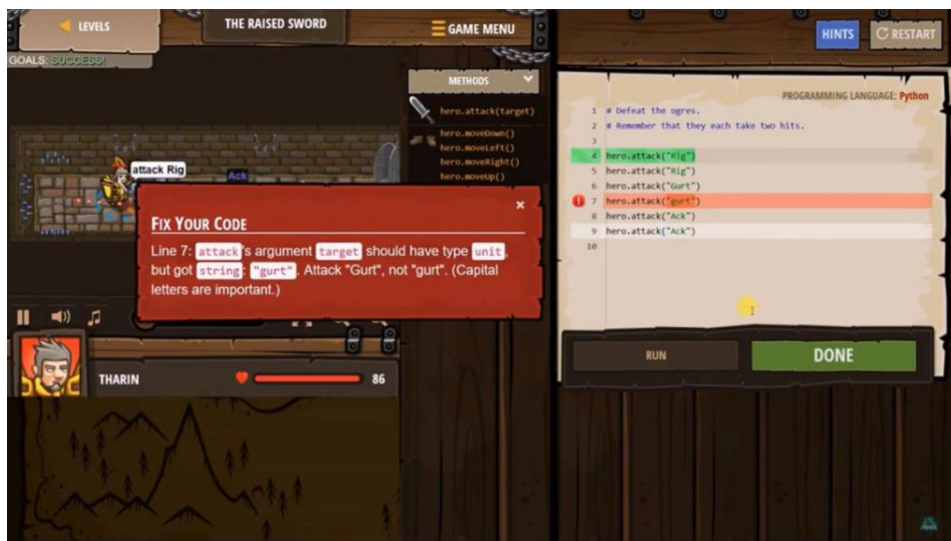 LEVELS
THE RAISED SWORD
GAME MENU
HINTS
RESTART
GOALS: SUCCESS!
METHODS
hero.attack(target)
hero.moveDown()
hero.moveLeft()
hero.moveRight()
hero.moveUp()
attack Rig
Ack
FIX YOUR CODE
×
Line 7: attack's argument target should have type unit,
but got string: "gurt". Attack "Gurt", not "gurt". (Capital
letters are important.)
THARIN
86
PROGRAMMING LANGUAGE: Python
1 # Defeat the ogres.
2 # Remember that they each take two hits.
3
4 hero.attack("Rig")
5 hero.attack("Rig")
6 hero.attack("Gurt")
7 hero.attack("gurt")
8 hero.attack("Ack")
9 hero.attack("Ack")
10
RUN
DONE